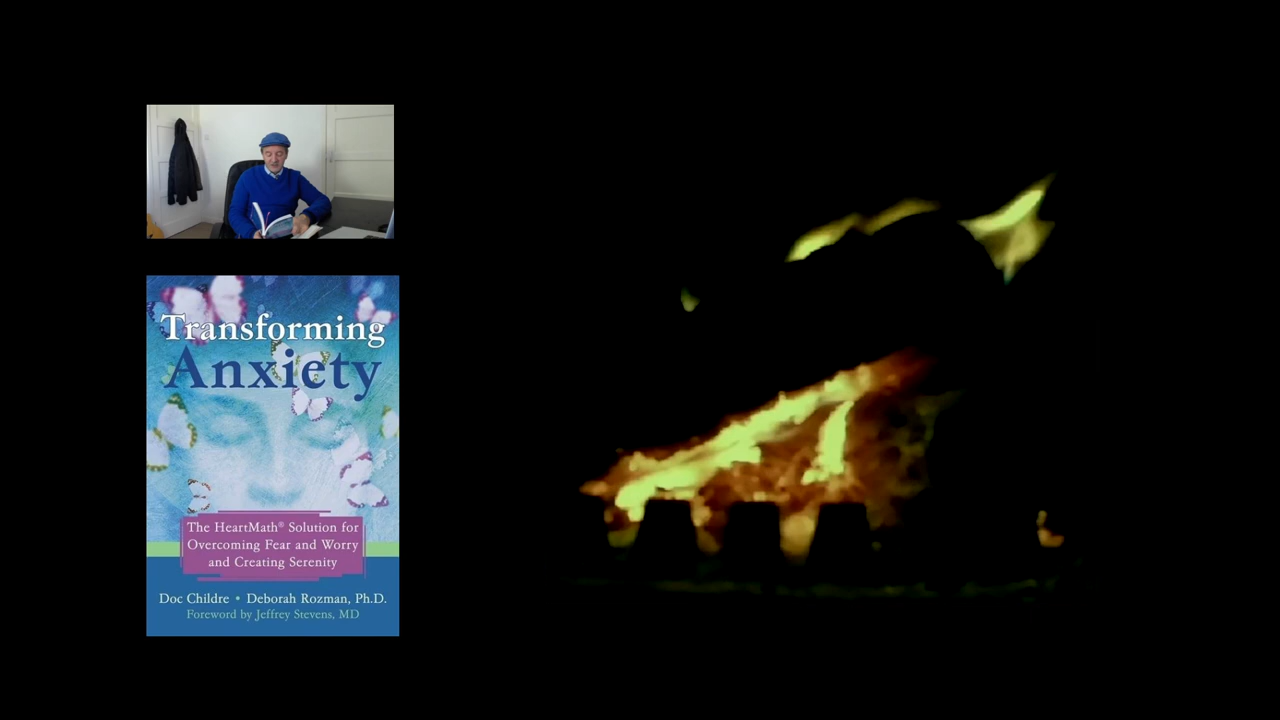 Transforming
Anxiety
The HeartMath® Solution for
Overcoming Fear and Worry
and Creating Serenity
Doc Childre • Deborah Rozman, Ph.D.
Foreword by Jeffrey Stevens, MD